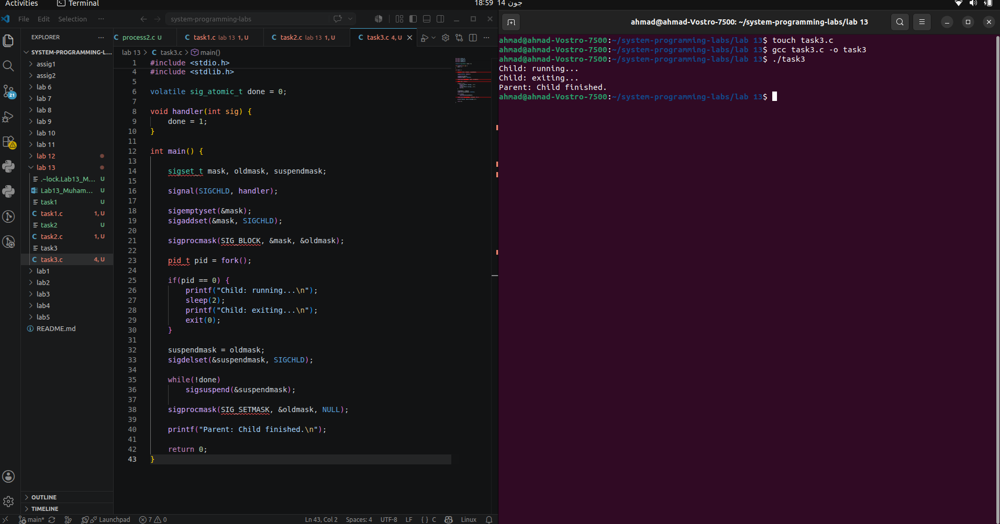 Activities Terminal 18:59 14 جون
File Edit Selection ··· system-programming-labs
EXPLORER ···
SYSTEM-PROGRAMMING-L...
assig1
assig2
lab 6
lab 7
lab 8
lab 9
lab 10
lab 11
lab 12
lab 13
.~lock.Lab13_M... U
Lab13_Muham... U
task1 U
task1.c 1, U
task2 U
task2.c 1, U
task3
task3.c 4, U
lab1
lab2
lab3
lab4
lab5
README.md
OUTLINE
TIMELINE
C process2.c U C task1.c lab 13 1, U C task2.c lab 13 1, U C task3.c 4, U
lab 13 > C task3.c > main()
1 #include <stdio.h>
4 #include <stdlib.h>
5
6 volatile sig_atomic_t done = 0;
7
8 void handler(int sig) {
9 done = 1;
10 }
11
12 int main() {
13
14 sigset_t mask, oldmask, suspendmask;
15
16 signal(SIGCHLD, handler);
17
18 sigemptyset(&mask);
19 sigaddset(&mask, SIGCHLD);
20
21 sigprocmask(SIG_BLOCK, &mask, &oldmask);
22
23 pid_t pid = fork();
24
25 if(pid == 0) {
26 printf("Child: running...\n");
27 sleep(2);
28 printf("Child: exiting...\n");
29 exit(0);
30 }
31
32 suspendmask = oldmask;
33 sigdelset(&suspendmask, SIGCHLD);
34
35 while(!done)
36 sigsuspend(&suspendmask);
37
38 sigprocmask(SIG_SETMASK, &oldmask, NULL);
39
40 printf("Parent: Child finished.\n");
41
42 return 0;
43 }
21
main* Launchpad 7 0 Ln 43, Col 2 Spaces: 4 UTF-8 LF { } C Linux
ahmad@ahmad-Vostro-7500: ~/system-programming-labs/lab 13
ahmad@ahmad-Vostro-7500:~/system-programming-labs/lab 13$ touch task3.c
ahmad@ahmad-Vostro-7500:~/system-programming-labs/lab 13$ gcc task3.c -o task3
ahmad@ahmad-Vostro-7500:~/system-programming-labs/lab 13$ ./task3
Child: running...
Child: exiting...
Parent: Child finished.
ahmad@ahmad-Vostro-7500:~/system-programming-labs/lab 13$